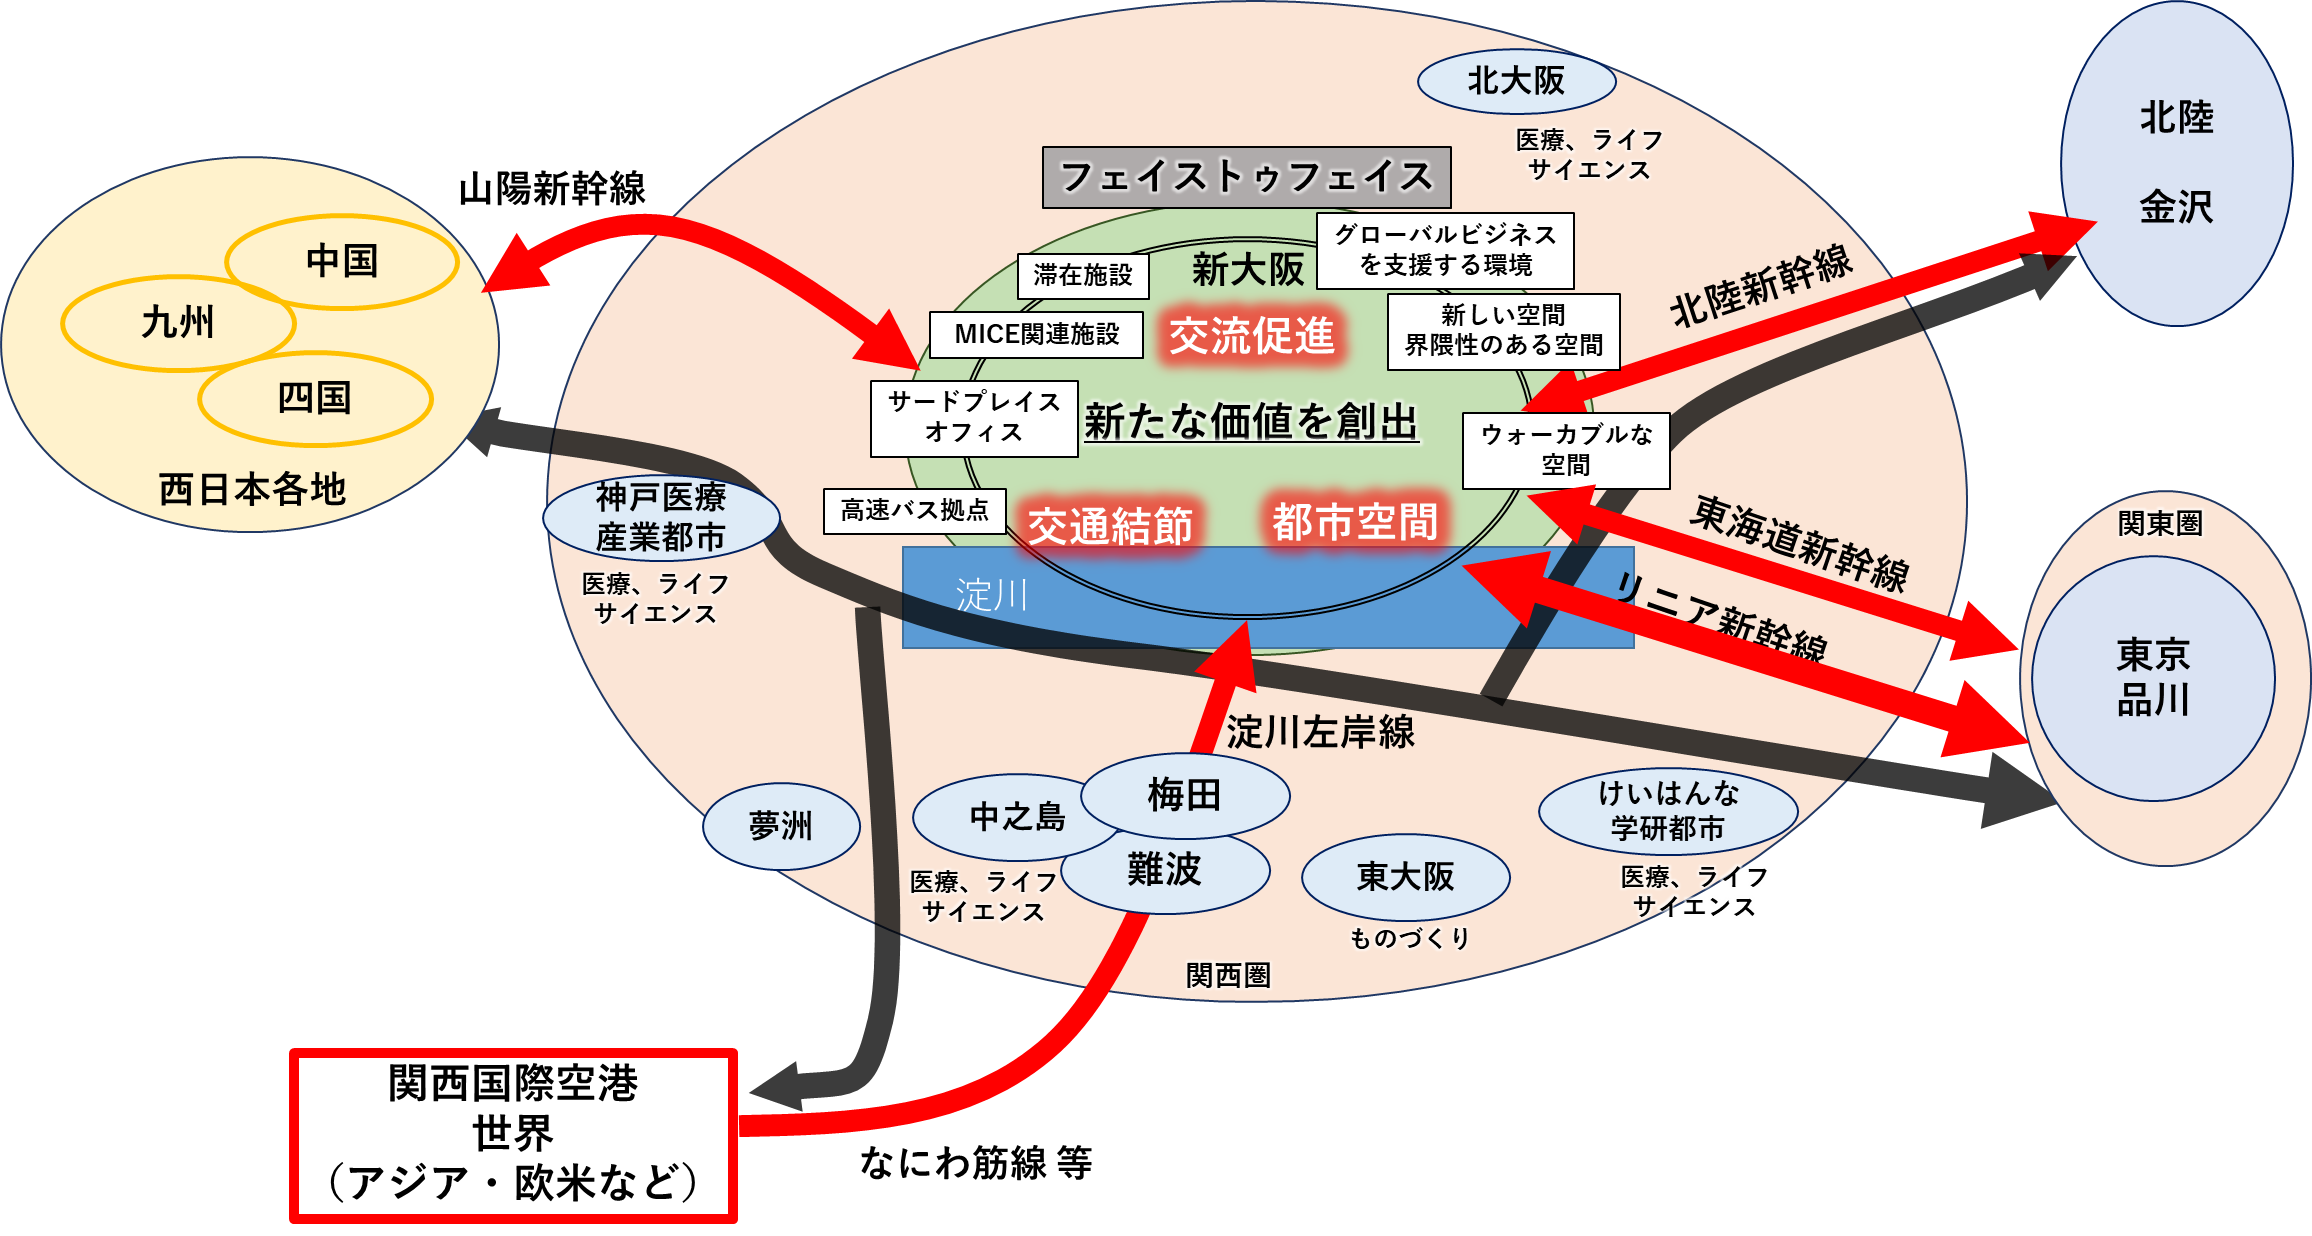 北大阪
医療、ライフ
サイエンス
北陸
金沢
フェイストゥフェイス
山陽新幹線
中国
九州
四国
西日本各地
新大阪
グローバルビジネス
を支援する環境
滞在施設
MICE関連施設
交流促進
新しい空間
界隈性のある空間
北陸新幹線
サードプレイス
オフィス
新たな価値を創出
ウォーカブルな
空間
高速バス拠点
交通結節
都市空間
神戸医療
産業都市
医療、ライフ
サイエンス
淀川
東海道新幹線
リニア新幹線
関東圏
東京
品川
淀川左岸線
夢洲
中之島
梅田
難波
医療、ライフ
サイエンス
東大阪
ものづくり
けいはんな
学研都市
医療、ライフ
サイエンス
関西圏
関西国際空港
世界
（アジア・欧米など）
なにわ筋線 等